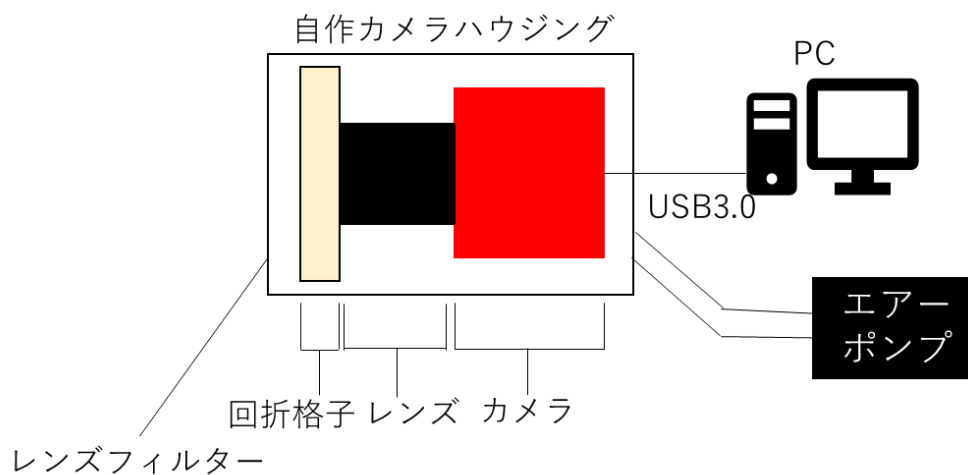 自作カメラハウジング
PC
USB3.0
エアー
ポンプ
回折格子
レンズ
カメラ
レンズフィルター